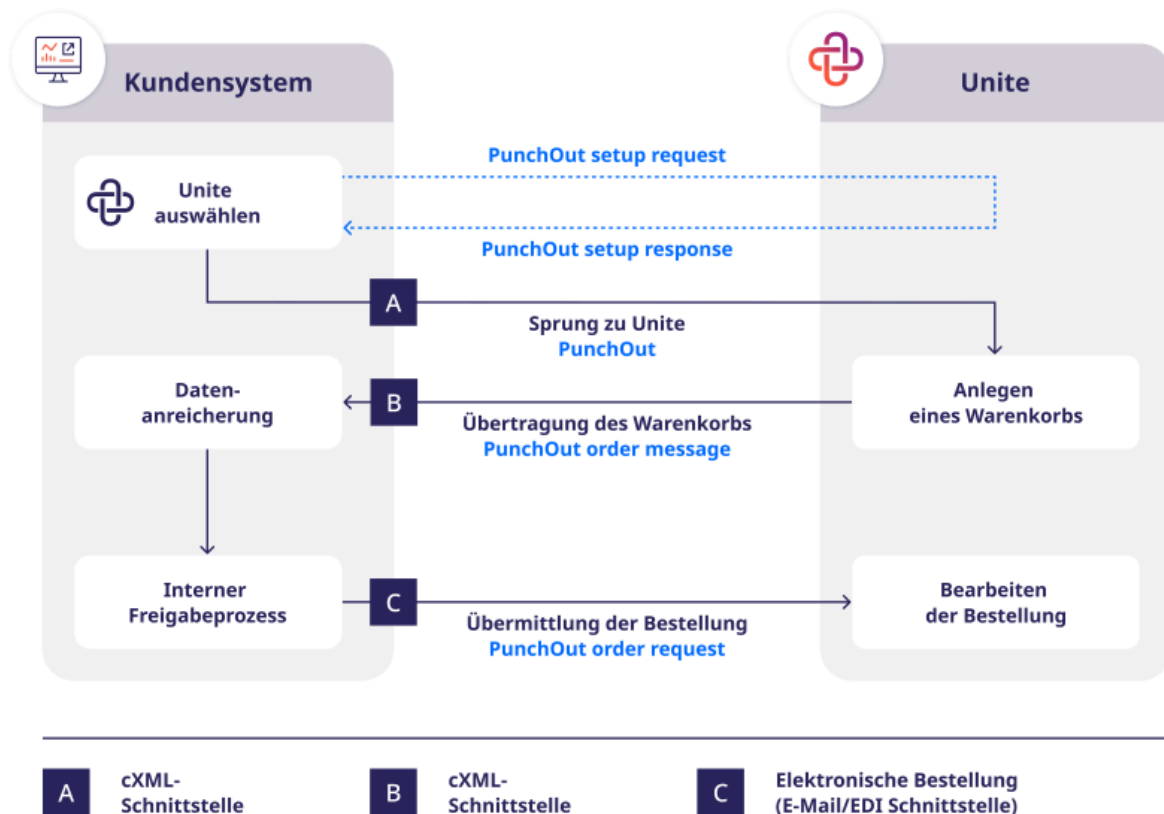 Kundensystem
Unite
PunchOut setup request
Unite
auswählen
PunchOut setup response
A
Sprung zu Unite
PunchOut
Daten-
anreicherung
B
Übertragung des Warenkorbs
PunchOut order message
Anlegen
eines Warenkorbs
Interner
Freigabeprozess
C
Übermittlung der Bestellung
PunchOut order request
Bearbeiten
der Bestellung
A
cXML-
Schnittstelle
B
cXML-
Schnittstelle
C
Elektronische Bestellung
(E-Mail/EDI Schnittstelle)